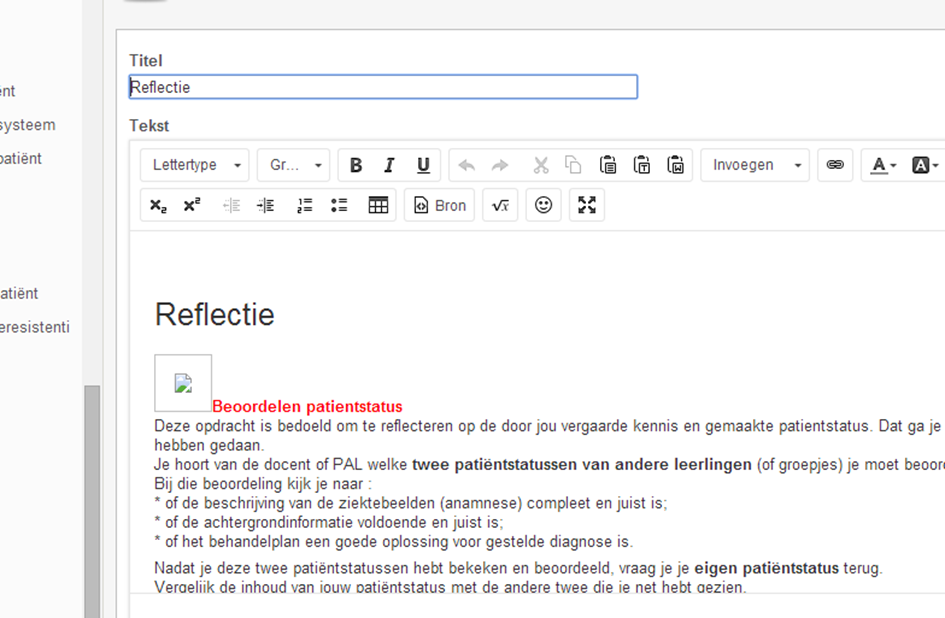 Titel
ënt
Reflectie
systeem
Tekst
patiënt
Lettertype Gr... B I U Invoegen A A
X₂ X² Bron √x
atiënt
Reflectie
eresistenti
Beoordelen patientstatus
Deze opdracht is bedoeld om te reflecteren op de door jou vergaarde kennis en gemaakte patientstatus. Dat ga je
hebben gedaan.
Je hoort van de docent of PAL welke twee patiëntstatussen van andere leerlingen (of groepjes) je moet beoor
Bij die beoordeling kijk je naar :
* of de beschrijving van de ziektebeelden (anamnese) compleet en juist is;
* of de achtergrondinformatie voldoende en juist is;
* of het behandelplan een goede oplossing voor gestelde diagnose is.
Nadat je deze twee patiëntstatussen hebt bekeken en beoordeeld, vraag je je eigen patiëntstatus terug.
Vergelijk de inhoud van jouw patiëntstatus met de andere twee die je net hebt gezien.